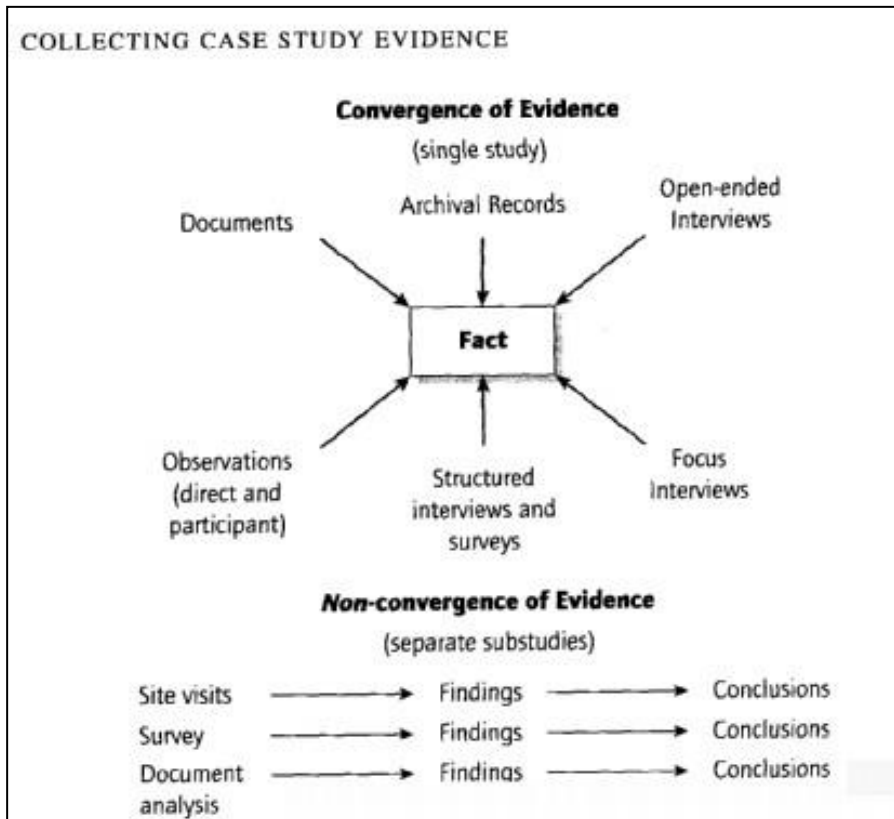 COLLECTING CASE STUDY EVIDENCE
Convergence of Evidence
(single study)
Documents
Archival Records
Open-ended
Interviews
Fact
Observations
(direct and
participant)
Structured
interviews and
surveys
Focus
Interviews
Non-convergence of Evidence
(separate substudies)
Site visits Findings Conclusions
Survey Findings Conclusions
Document Findings Conclusions
analysis